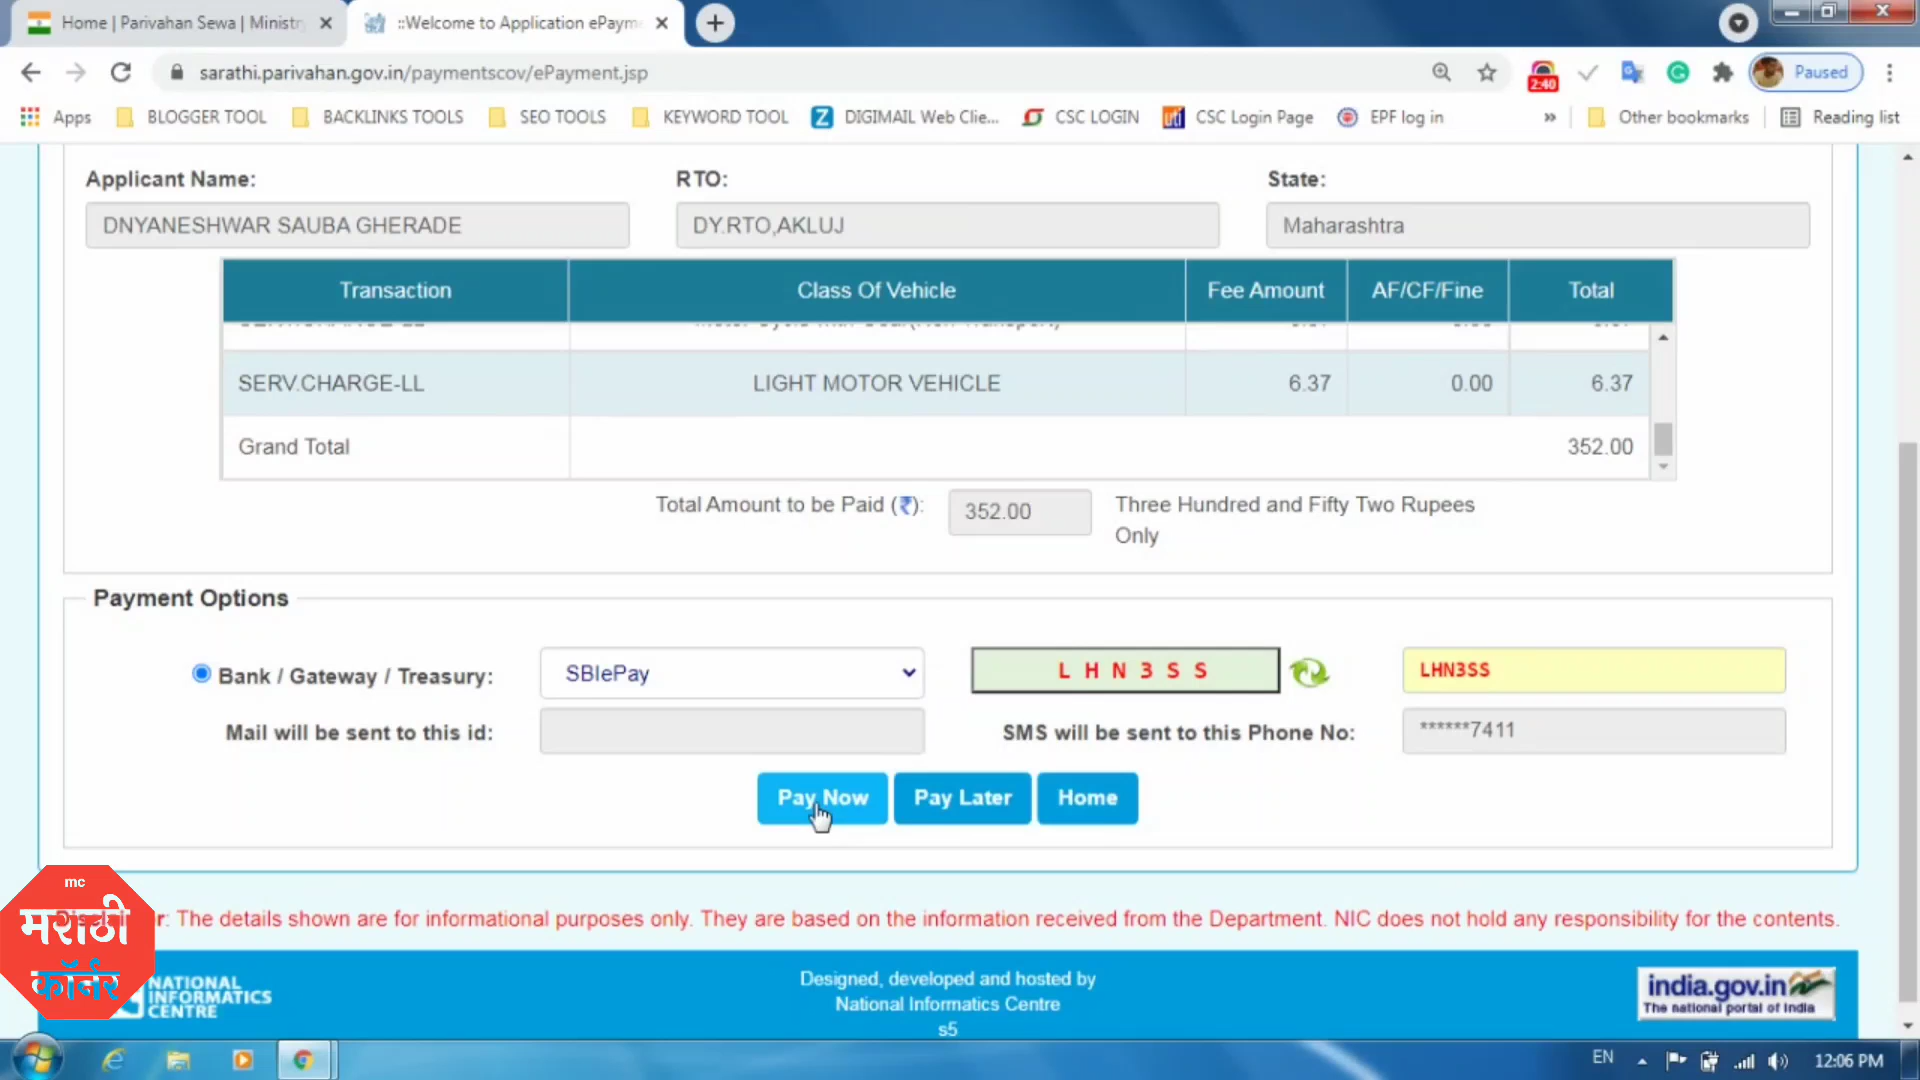 Home | Parivahan Sewa | Ministr
::Welcome to Application ePaym
sarathi.parivahan.gov.in/paymentscov/ePayment.jsp
2:40
Paused
Apps
BLOGGER TOOL
BACKLINKS TOOLS
SEO TOOLS
KEYWORD TOOL
DIGIMAIL Web Clie...
CSC LOGIN
CSC Login Page
EPF log in
»
Other bookmarks
Reading list
Applicant Name: RTO: State:
DNYANESHWAR SAUBA GHERADE DY.RTO,AKLUJ Maharashtra
Transaction Class Of Vehicle Fee Amount AF/CF/Fine Total
SERV.CHARGE-LL LIGHT MOTOR VEHICLE 6.37 0.00 6.37
Grand Total 352.00
Total Amount to be Paid (₹): 352.00 Three Hundred and Fifty Two Rupees
Only
Payment Options
Bank / Gateway / Treasury: SBIePay L H N 3 S S LHN3SS
Mail will be sent to this id: SMS will be sent to this Phone No: ******7411
Pay Now Pay Later Home
mc
मराठी
कॉर्नर
r: The details shown are for informational purposes only. They are based on the information received from the Department. NIC does not hold any responsibility for the contents.
NATIONAL
INFORMATICS
CENTRE
Designed, developed and hosted by
National Informatics Centre
s5
india.gov.in
The national portal of India
EN
12:06 PM